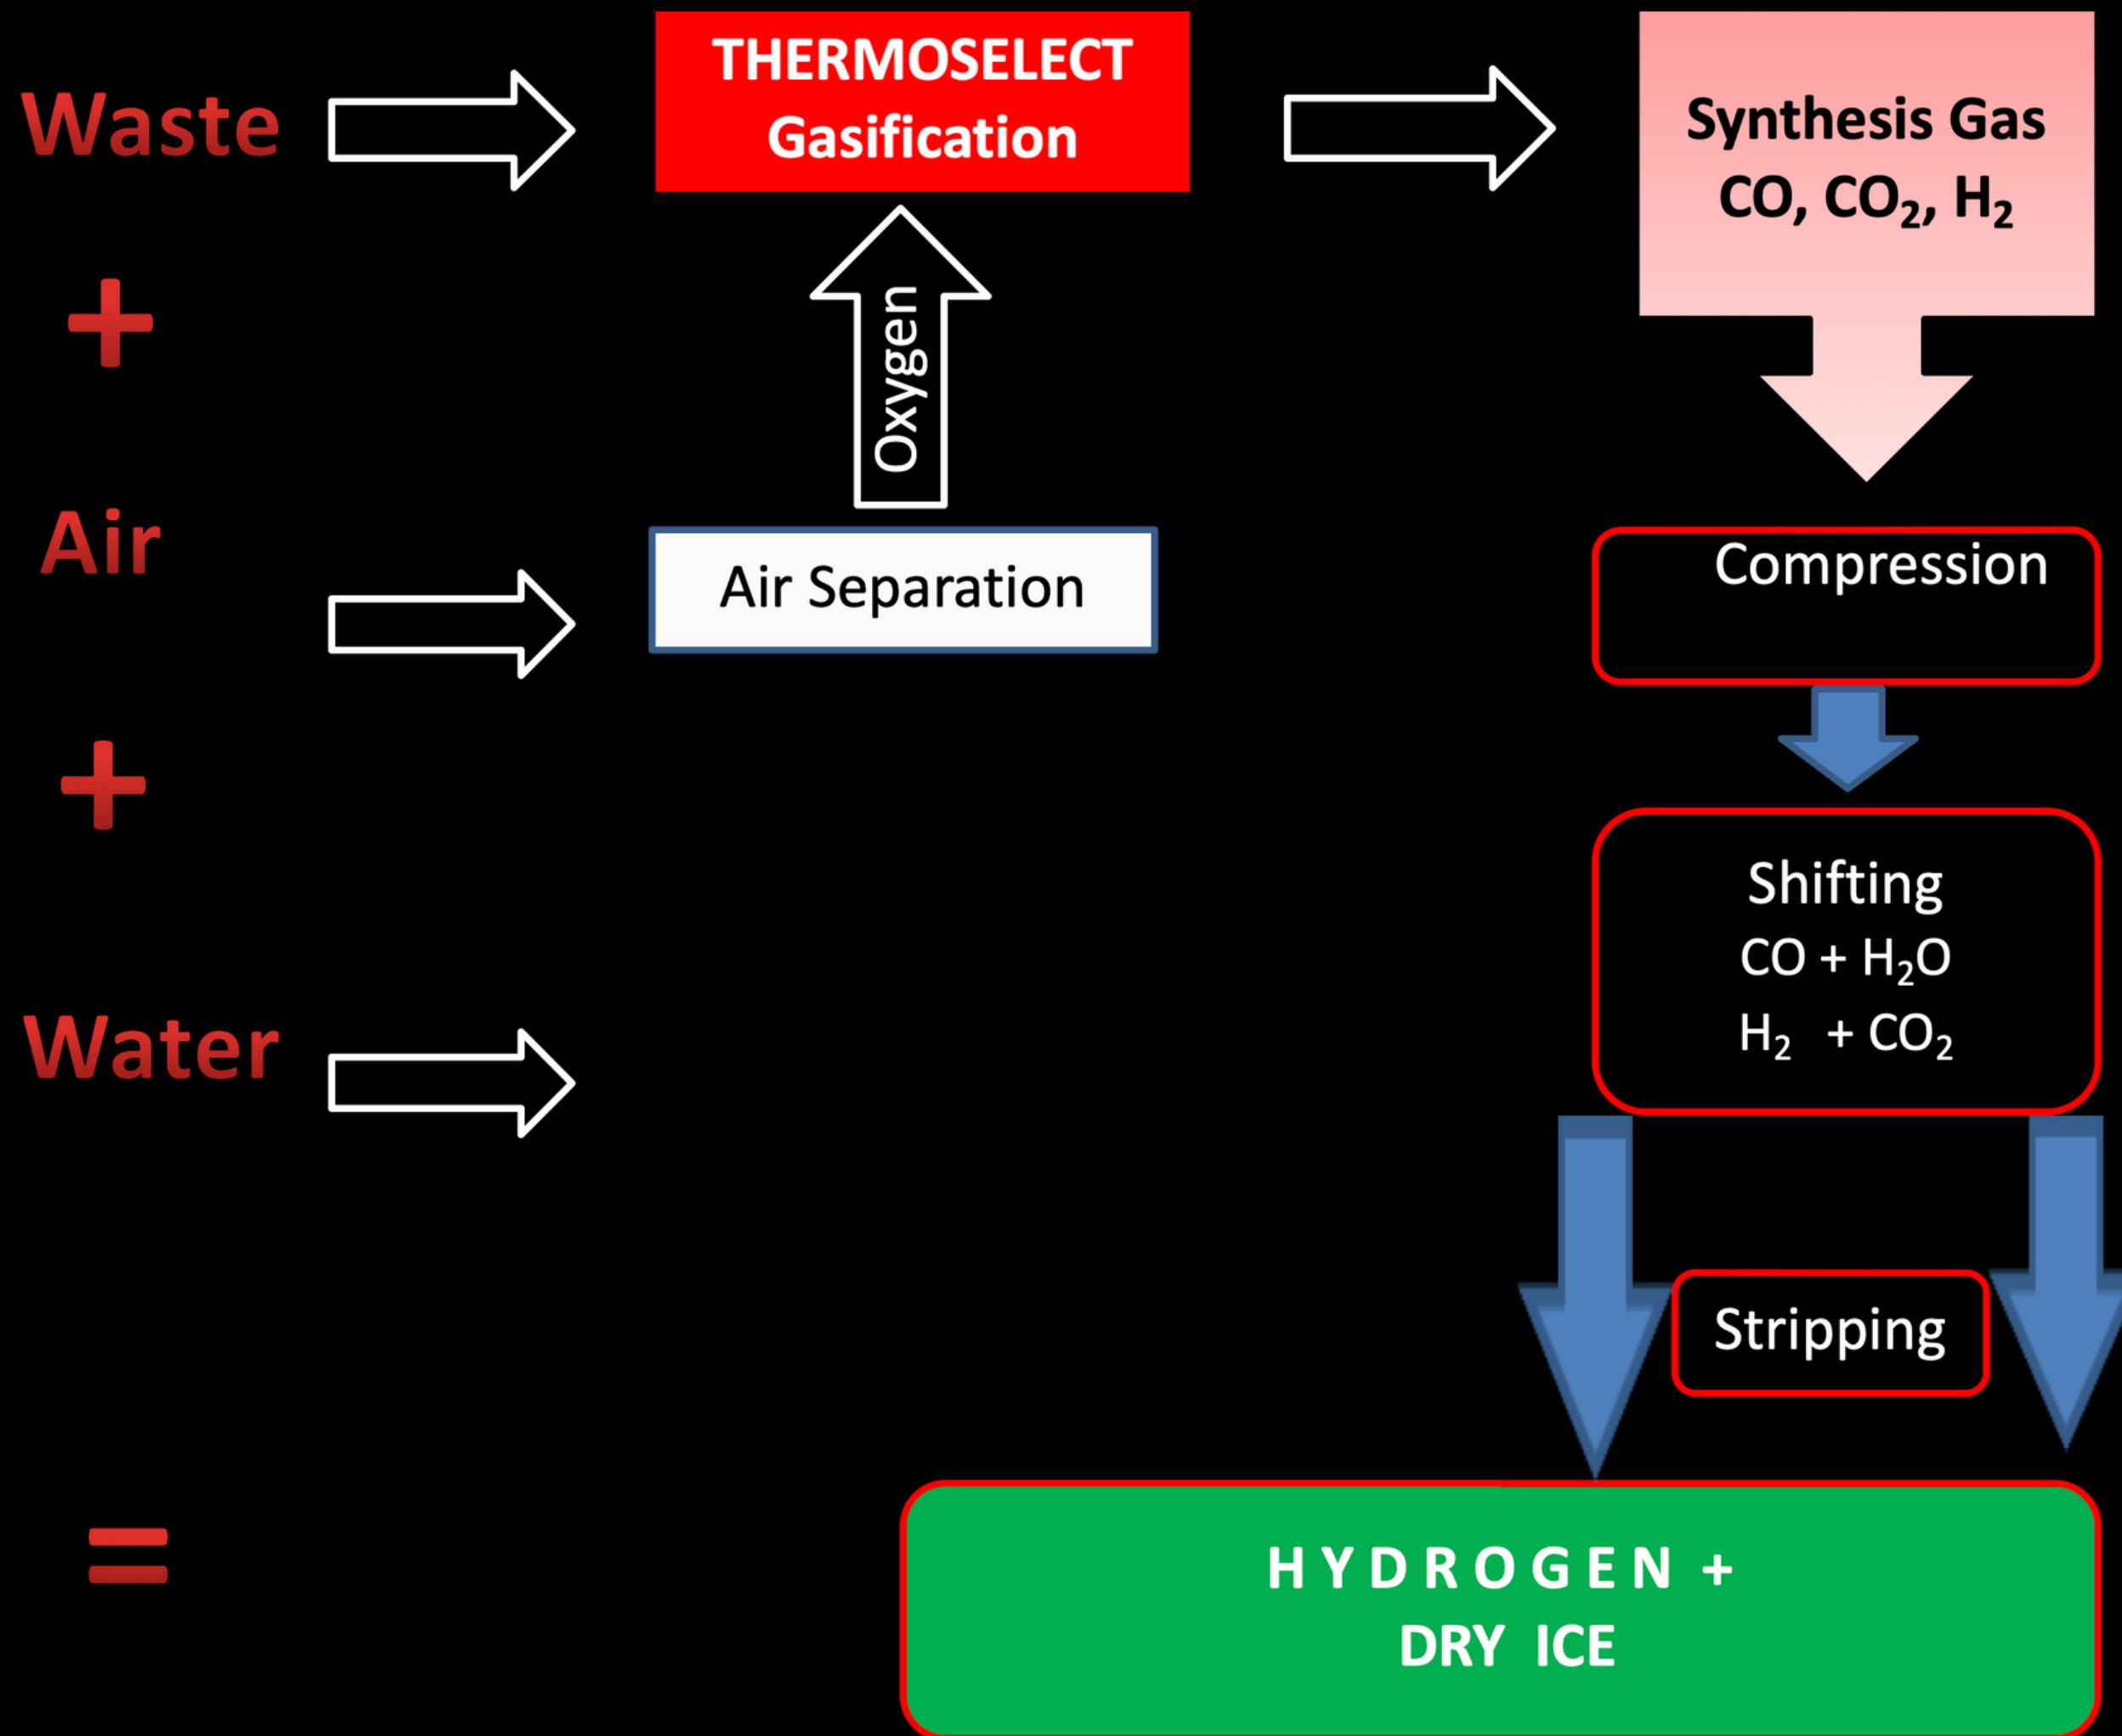 Waste
THERMOSELECT
Gasification
Synthesis Gas
CO, CO₂, H₂
+
Oxygen
Air
Air Separation
Compression
+
Shifting
CO + H₂O
H₂ + CO₂
Water
Stripping
=
H Y D R O G E N +
DRY ICE